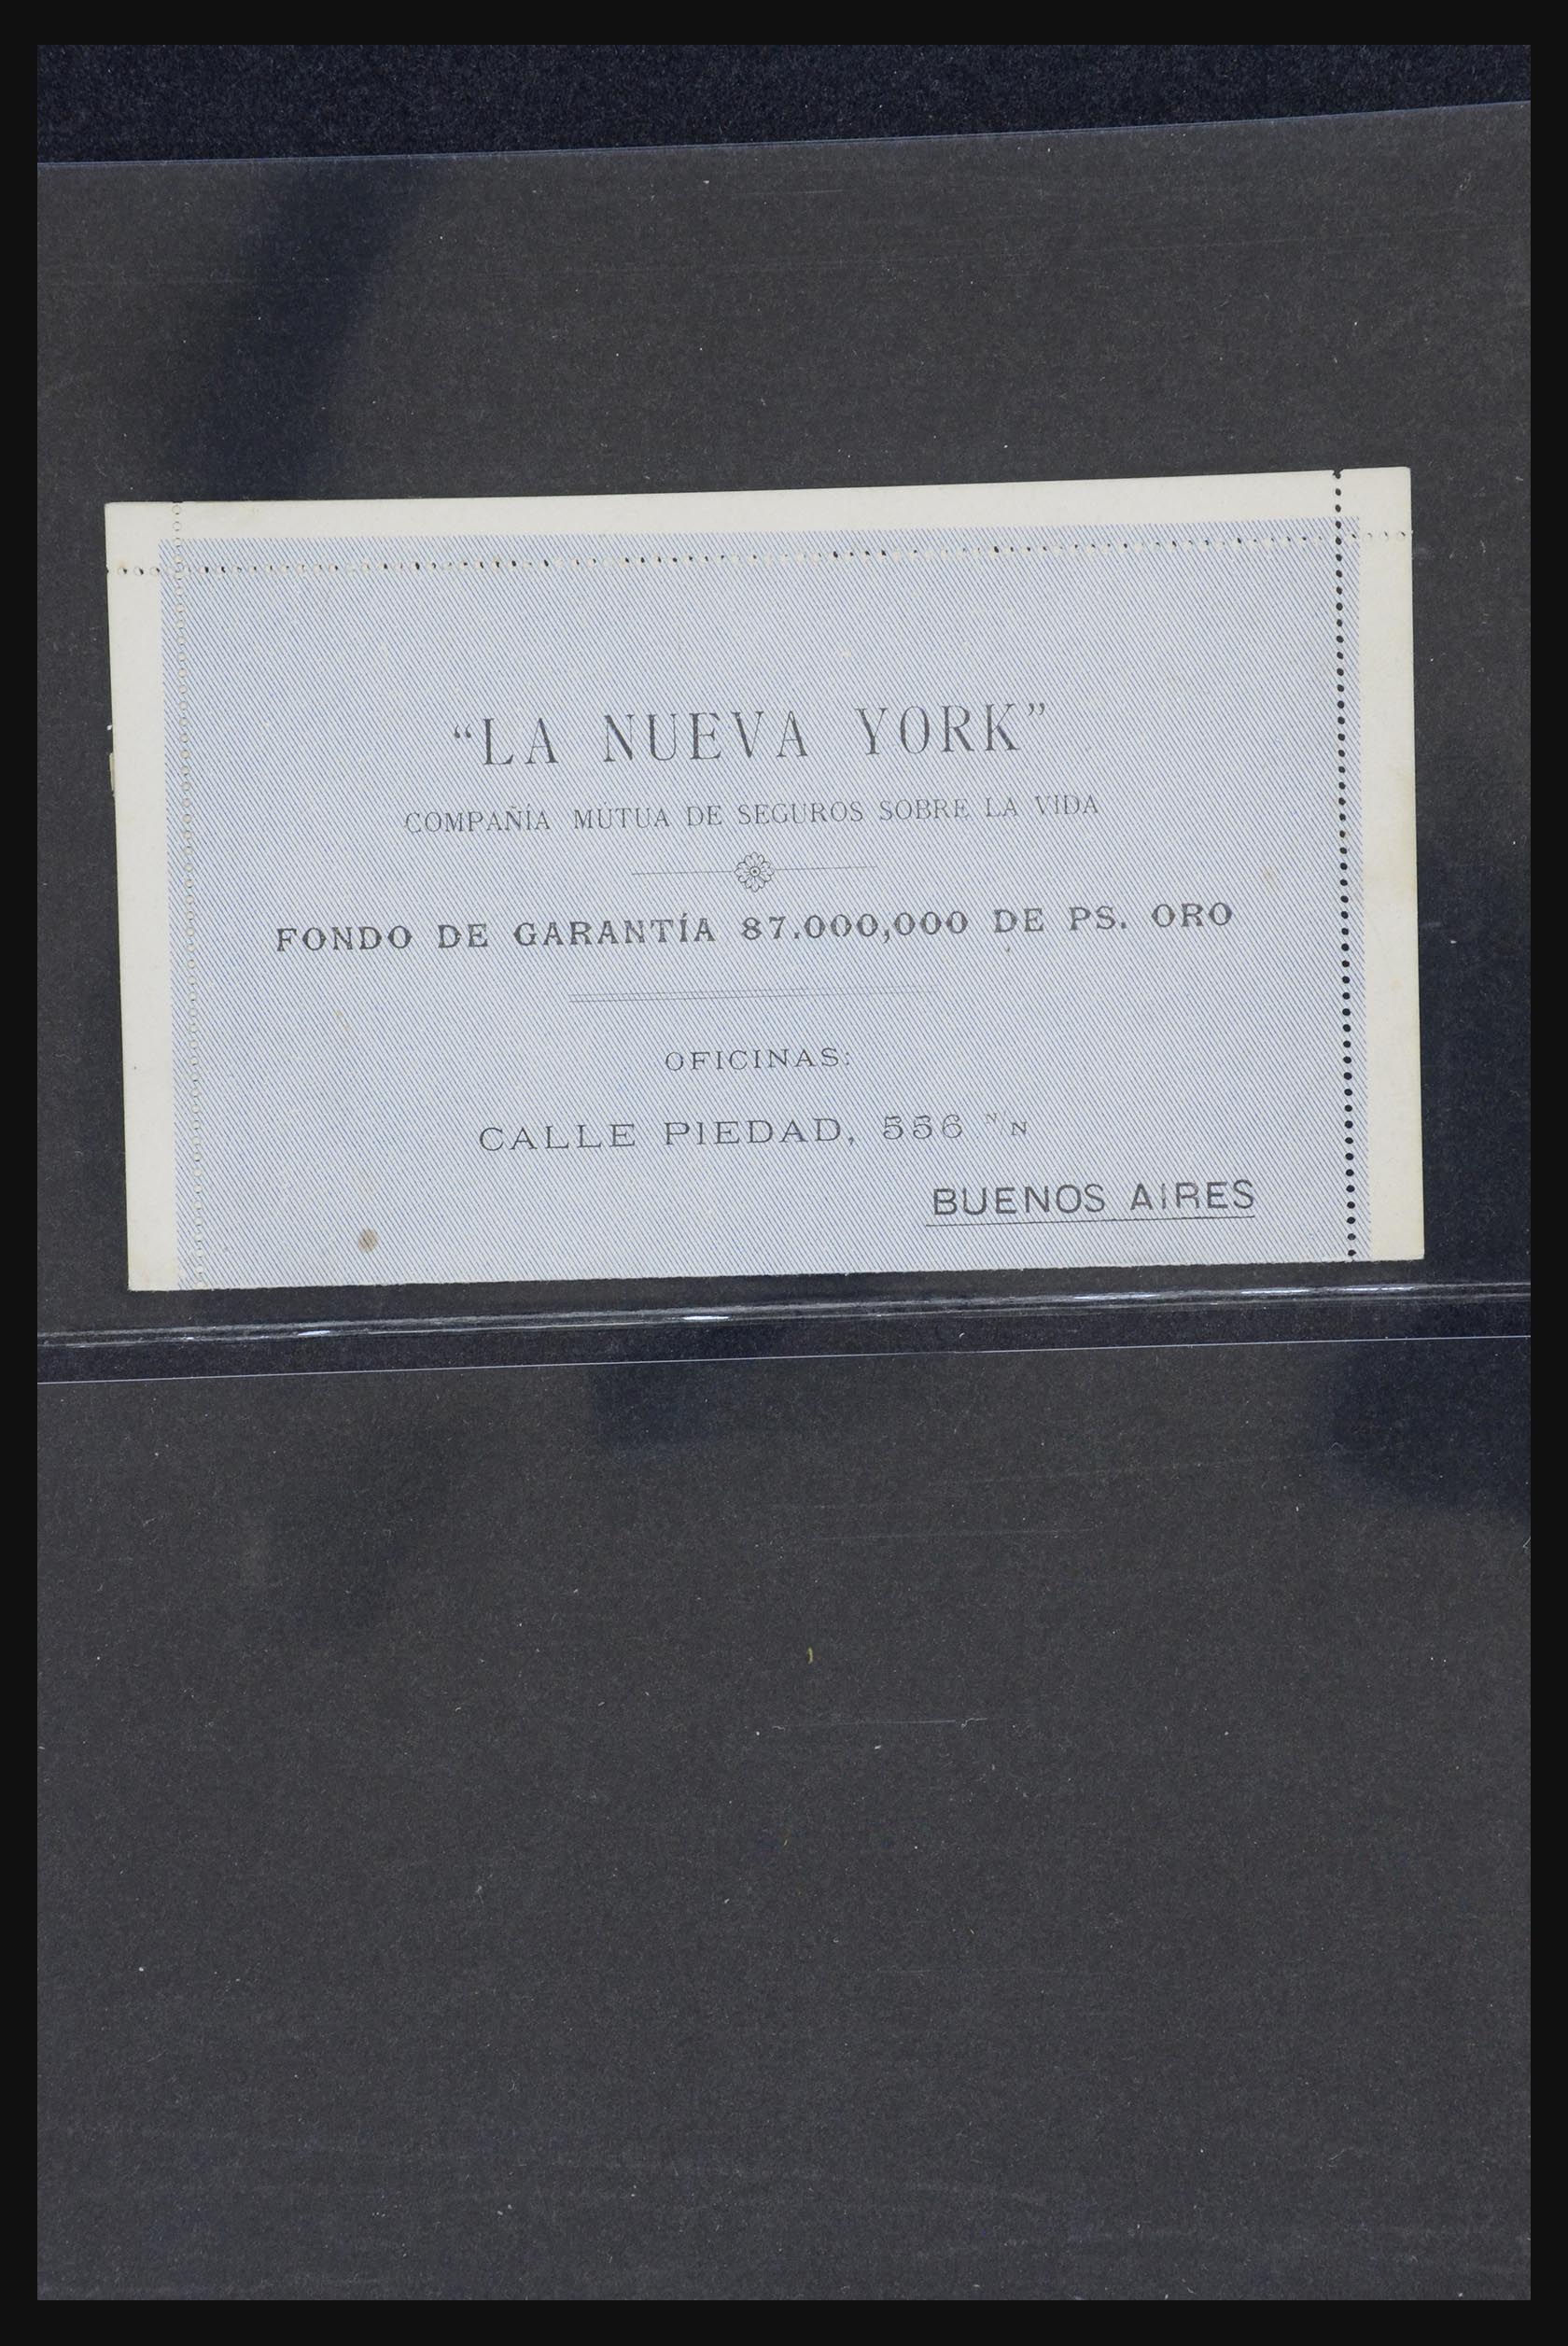 “LA NUEVA YORK”
COMPAÑÍA MÚTUA DE SEGUROS SOBRE LA VIDA
FONDO DE GARANTÍA 87.000,000 DE PS. ORO
OFICINAS:
CALLE PIEDAD, 556 N/N
BUENOS AIRES